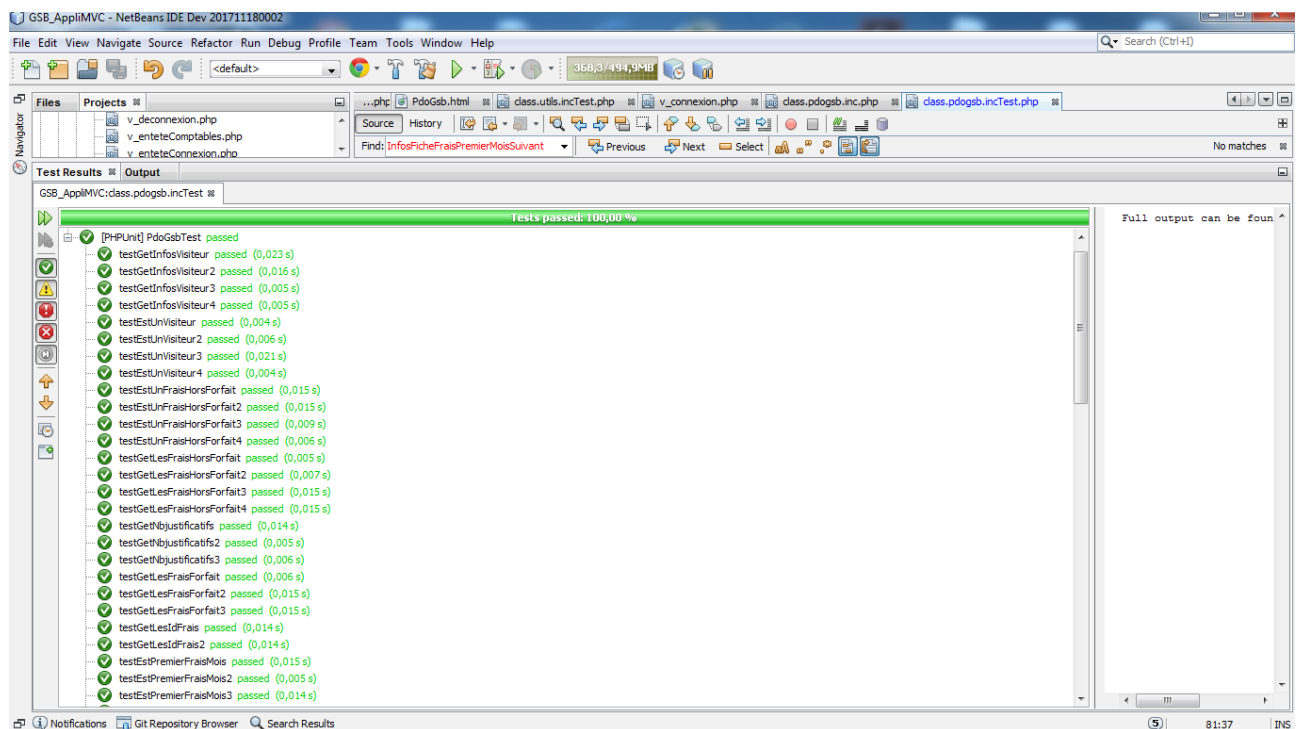 GSB_AppliMVC - NetBeans IDE Dev 201711180002
File Edit View Navigate Source Refactor Run Debug Profile Team Tools Window Help
Search (Ctrl+I)
<default>
368,3/494,9MB
Files Projects
...php PdoGsb.html class.utils.incTest.php v_connexion.php class.pdogsb.inc.php class.pdogsb.incTest.php
Navigator
v_deconnexion.php
v_enteteComptables.php
v_enteteConnexion.php
Source History
Find: InfosFicheFraisPremierMoisSuivant Previous Next Select No matches
Test Results Output
GSB_AppliMVC:class.pdogsb.incTest
Tests passed: 100,00 %
Full output can be foun
[PHPUnit] PdoGsbTest passed
testGetInfosVisiteur passed (0,023 s)
testGetInfosVisiteur2 passed (0,016 s)
testGetInfosVisiteur3 passed (0,005 s)
testGetInfosVisiteur4 passed (0,005 s)
testEstUnVisiteur passed (0,004 s)
testEstUnVisiteur2 passed (0,006 s)
testEstUnVisiteur3 passed (0,021 s)
testEstUnVisiteur4 passed (0,004 s)
testEstUnFraisHorsForfait passed (0,015 s)
testEstUnFraisHorsForfait2 passed (0,015 s)
testEstUnFraisHorsForfait3 passed (0,009 s)
testEstUnFraisHorsForfait4 passed (0,006 s)
testGetLesFraisHorsForfait passed (0,005 s)
testGetLesFraisHorsForfait2 passed (0,007 s)
testGetLesFraisHorsForfait3 passed (0,015 s)
testGetLesFraisHorsForfait4 passed (0,015 s)
testGetNbjustificatifs passed (0,014 s)
testGetNbjustificatifs2 passed (0,005 s)
testGetNbjustificatifs3 passed (0,006 s)
testGetLesFraisForfait passed (0,006 s)
testGetLesFraisForfait2 passed (0,015 s)
testGetLesFraisForfait3 passed (0,015 s)
testGetLesIdFrais passed (0,014 s)
testGetLesIdFrais2 passed (0,014 s)
testEstPremierFraisMois passed (0,015 s)
testEstPremierFraisMois2 passed (0,005 s)
testEstPremierFraisMois3 passed (0,014 s)
Notifications Git Repository Browser Search Results
5 81:37 INS